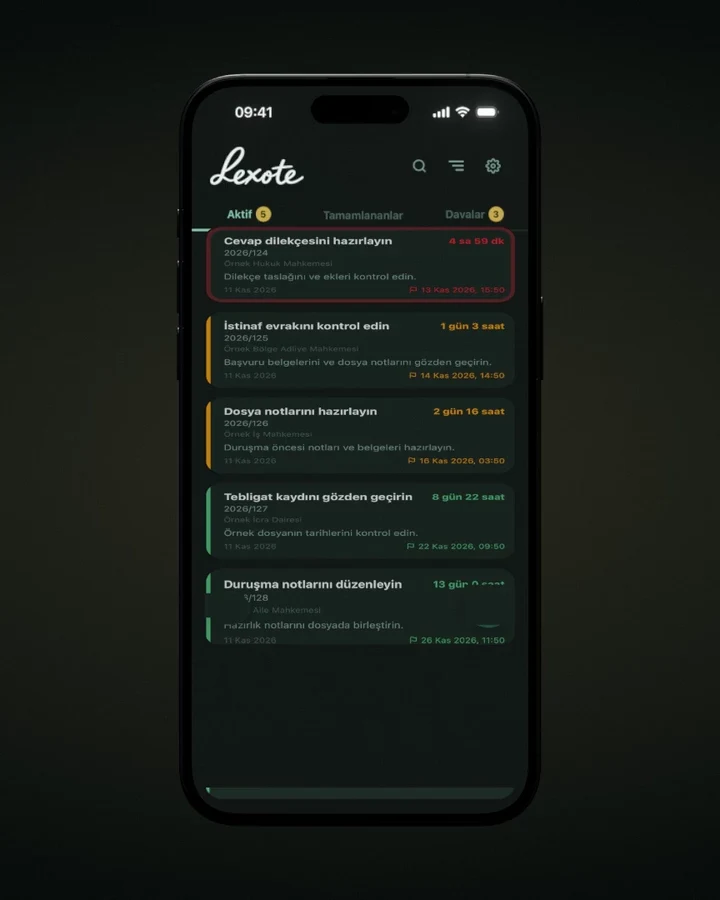 09:41
Lexote
Aktif 5 Tamamlananlar Davalar 3
Cevap dilekçesini hazırlayın 4 sa 59 dk
2026/124
Örnek Hukuk Mahkemesi
Dilekçe taslağını ve ekleri kontrol edin.
11 Kas 2026 13 Kas 2026, 15:50
İstinaf evrakını kontrol edin 1 gün 3 saat
2026/125
Örnek Bölge Adliye Mahkemesi
Başvuru belgelerini ve dosya notlarını gözden geçirin.
11 Kas 2026 14 Kas 2026, 14:50
Dosya notlarını hazırlayın 2 gün 16 saat
2026/126
Örnek İş Mahkemesi
Duruşma öncesi notları ve belgeleri hazırlayın.
11 Kas 2026 16 Kas 2026, 03:50
Tebligat kaydını gözden geçirin 8 gün 22 saat
2026/127
Örnek İcra Dairesi
Örnek dosyanın tarihlerini kontrol edin.
11 Kas 2026 22 Kas 2026, 09:50
Duruşma notlarını düzenleyin 13 gün
/128
Aile Mahkemesi
Hazırlık notlarını dosyada birleştirin.
11 Kas 2026 26 Kas 2026, 11:50